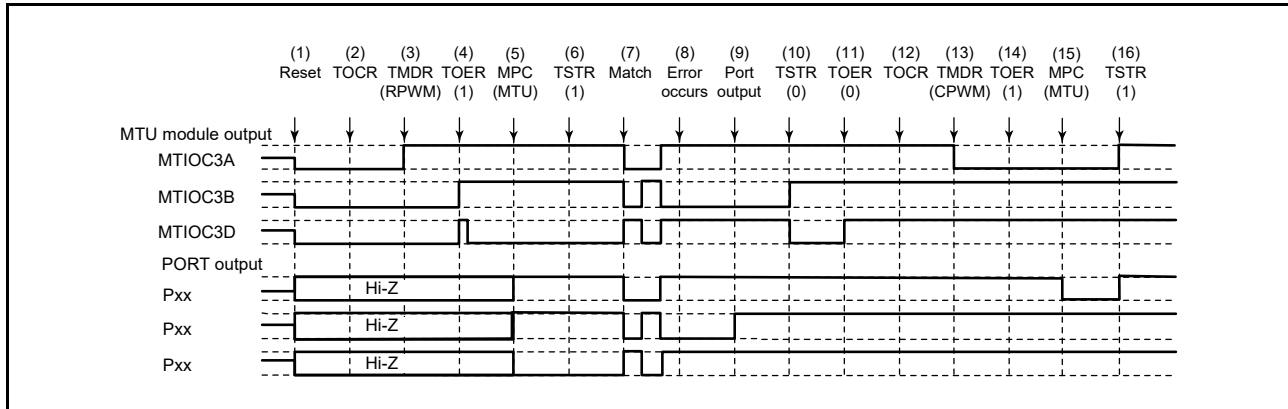 (1) (2) (3) (4) (5) (6) (7) (8) (9) (10) (11) (12) (13) (14) (15) (16)
Reset TOCR TMDR TOER MPC TSTR Match Error Port TSTR TOER TOCR TMDR TOER MPC TSTR
(RPWM) (1) (MTU) (1) occurs output (0) (0) (CPWM) (1) (MTU) (1)
MTU module output
MTIOC3A
MTIOC3B
MTIOC3D
PORT output
Pxx Hi-Z
Pxx Hi-Z
Pxx Hi-Z